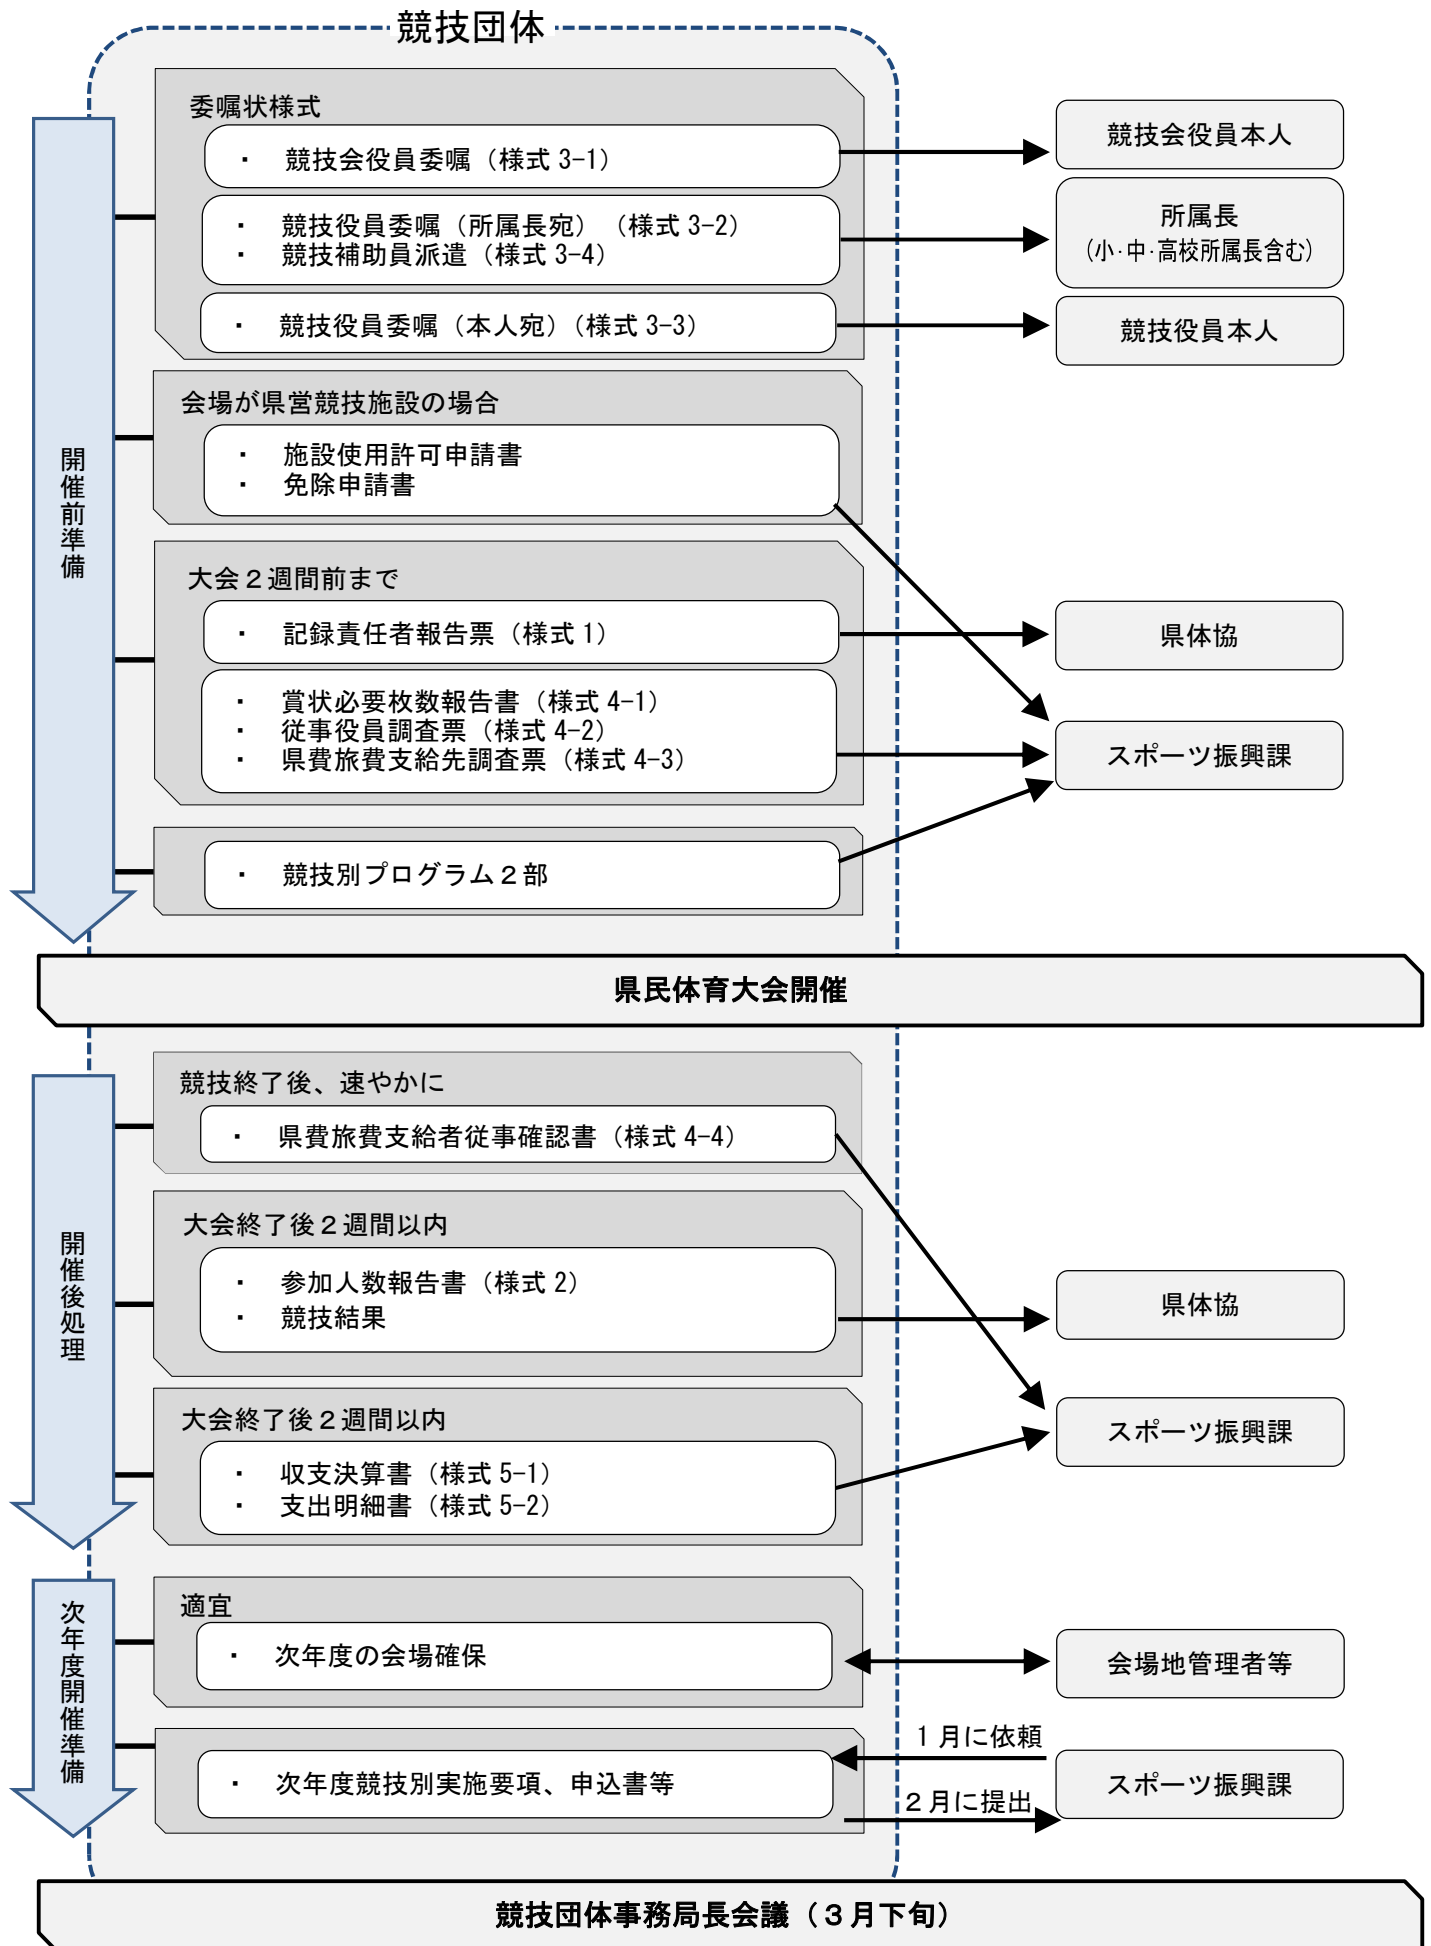 競技団体
委嘱状様式
・ 競技会役員委嘱（様式 3-1）
競技会役員本人
・ 競技役員委嘱（所属長宛）（様式 3-2）
・ 競技補助員派遣（様式 3-4）
所属長
（小・中・高校所属長含む）
・ 競技役員委嘱（本人宛）（様式 3-3）
競技役員本人
会場が県営競技施設の場合
・ 施設使用許可申請書
・ 免除申請書
開催前準備
大会２週間前まで
・ 記録責任者報告票（様式 1）
県体協
・ 賞状必要枚数報告書（様式 4-1）
・ 従事役員調査票（様式 4-2）
・ 県費旅費支給先調査票（様式 4-3）
スポーツ振興課
・ 競技別プログラム２部
県民体育大会開催
競技終了後、速やかに
・ 県費旅費支給者従事確認書（様式 4-4）
開催後処理
大会終了後２週間以内
・ 参加人数報告書（様式 2）
・ 競技結果
県体協
大会終了後２週間以内
・ 収支決算書（様式 5-1）
・ 支出明細書（様式 5-2）
スポーツ振興課
次年度開催準備
適宜
・ 次年度の会場確保
会場地管理者等
1 月に依頼
・ 次年度競技別実施要項、申込書等
スポーツ振興課
２月に提出
競技団体事務局長会議（３月下旬）